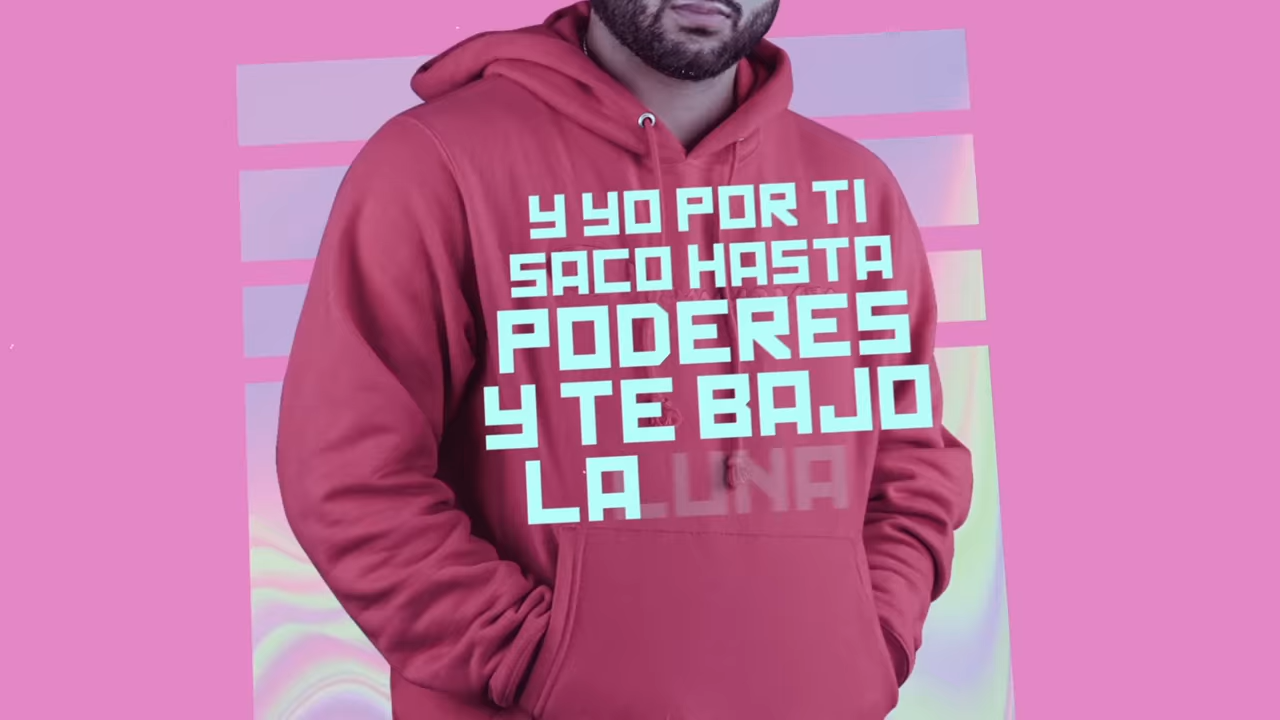 Y YO POR TI
SACO HASTA
PODERES
Y TE BAJO
LA LUNA